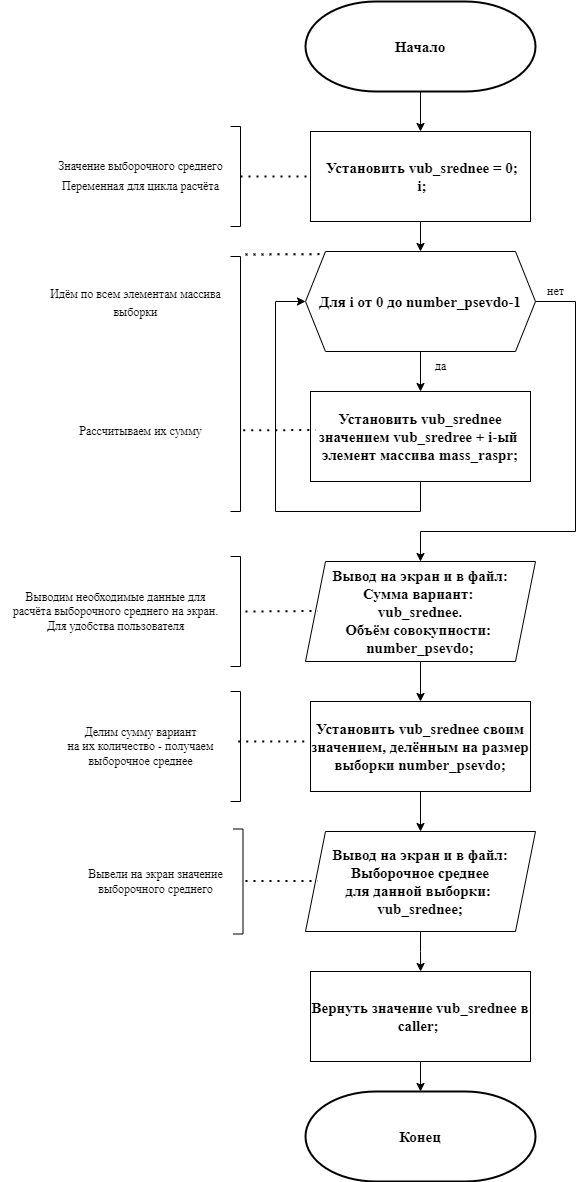 Начало
Значение выборочного среднего
Переменная для цикла расчёта
Установить vub_srednee = 0;
i;
Идём по всем элементам массива
выборки
Для i от 0 до number_psevdo-1
нет
да
Рассчитываем их сумму
Установить vub_srednee
значением vub_sredree + i-ый
элемент массива mass_raspr;
Выводим необходимые данные для
расчёта выборочного среднего на экран.
Для удобства пользователя
Вывод на экран и в файл:
Сумма вариант:
vub_srednee.
Объём совокупности:
number_psevdo;
Делим сумму вариант
на их количество - получаем
выборочное среднее
Установить vub_srednee своим
значением, делённым на размер
выборки number_psevdo;
Вывели на экран значение
выборочного среднего
Вывод на экран и в файл:
Выборочное среднее
для данной выборки:
vub_srednee;
Вернуть значение vub_srednee в
caller;
Конец